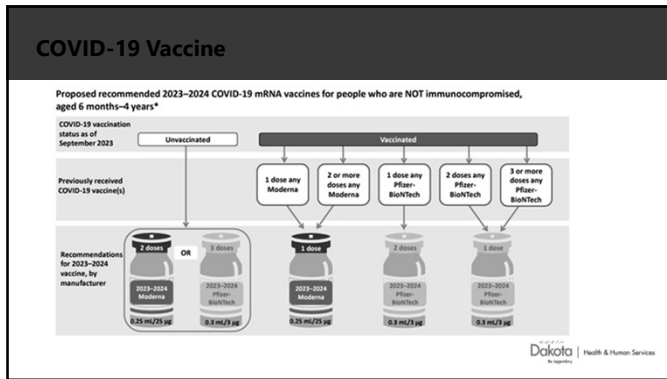 COVID-19 Vaccine
Proposed recommended 2023–2024 COVID-19 mRNA vaccines for people who are NOT immunocompromised,
aged 6 months–4 years*
COVID-19 vaccination
status as of
September 2023
Unvaccinated
Vaccinated
Previously received
COVID-19 vaccine(s)
1 dose any
Moderna
2 or more
doses any
Moderna
1 dose any
Pfizer-
BioNTech
2 doses any
Pfizer-
BioNTech
3 or more
doses any
Pfizer-
BioNTech
Recommendations
for 2023–2024
vaccine, by
manufacturer
2 doses
2023–2024
Moderna
0.25 mL/25 µg
OR
3 doses
2023–2024
Pfizer-
BioNTech
0.3 mL/3 µg
1 dose
2023–2024
Moderna
0.25 mL/25 µg
2 doses
2023–2024
Pfizer-
BioNTech
0.3 mL/3 µg
1 dose
2023–2024
Pfizer-
BioNTech
0.3 mL/3 µg
Dakota | Health & Human Services
Be Legendary.